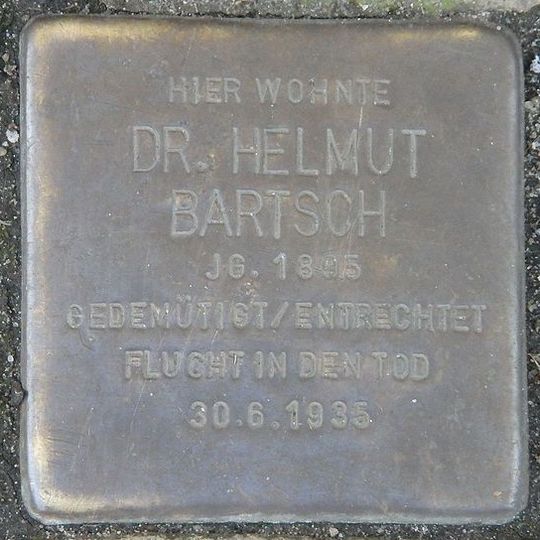 HIER WOHNTE
DR. HELMUT
BARTSCH
JG. 1895
GEDEMÜTIGT/ENTRECHTET
FLUCHT IN DEN TOD
30.6.1935